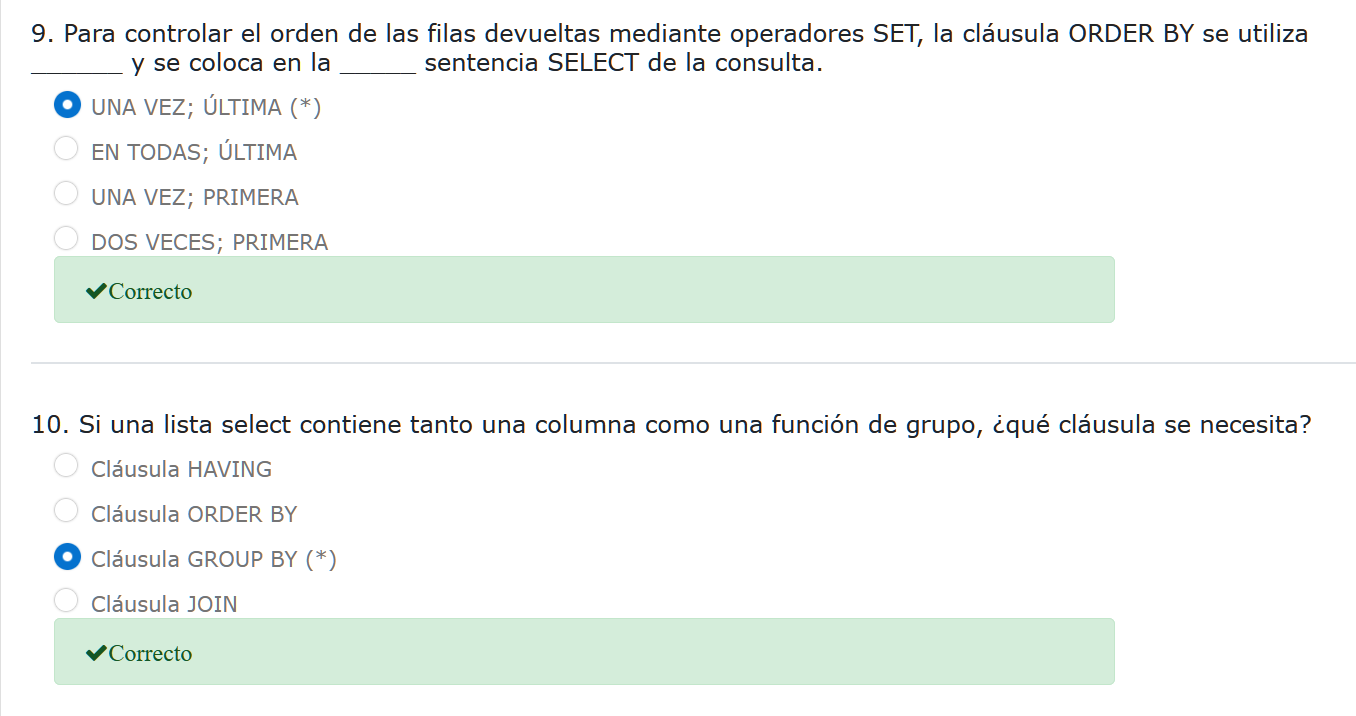 9. Para controlar el orden de las filas devueltas mediante operadores SET, la cláusula ORDER BY se utiliza
_______ y se coloca en la ______ sentencia SELECT de la consulta.
UNA VEZ; ÚLTIMA (*)
EN TODAS; ÚLTIMA
UNA VEZ; PRIMERA
DOS VECES; PRIMERA
✔Correcto
10. Si una lista select contiene tanto una columna como una función de grupo, ¿qué cláusula se necesita?
Cláusula HAVING
Cláusula ORDER BY
Cláusula GROUP BY (*)
Cláusula JOIN
✔Correcto